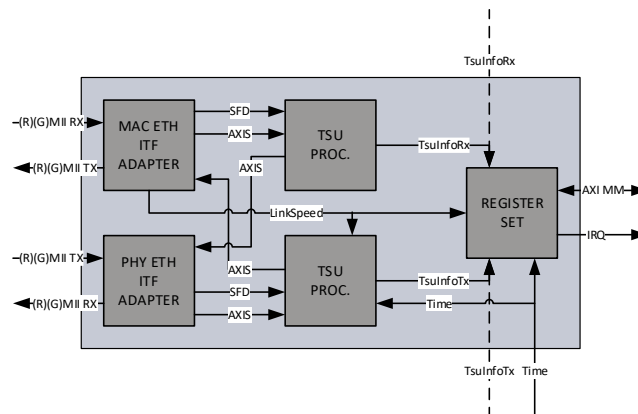 TsuInfoRx
(R)(G)MII RX
MAC ETH
ITF
ADAPTER
SFD
AXIS
TSU
PROC.
TsuInfoRx
(R)(G)MII TX
AXIS
REGISTER
SET
AXI MM
LinkSpeed
IRQ
(R)(G)MII TX
PHY ETH
ITF
ADAPTER
AXIS
SFD
AXIS
TSU
PROC.
TsuInfoTx
Time
(R)(G)MII RX
TsuInfoTx
Time